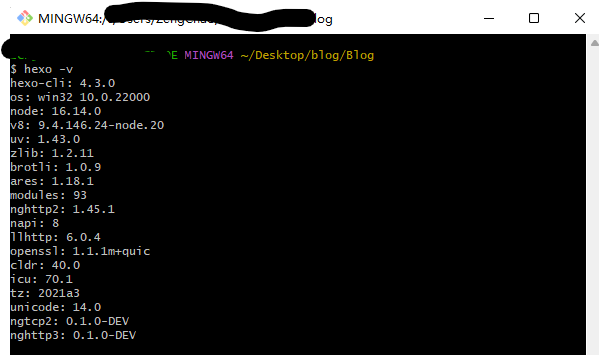 MINGW64:/
log
DE MINGW64 ~/Desktop/blog/Blog
$ hexo -v
hexo-cli: 4.3.0
os: win32 10.0.22000
node: 16.14.0
v8: 9.4.146.24-node.20
uv: 1.43.0
zlib: 1.2.11
brotli: 1.0.9
ares: 1.18.1
modules: 93
nghttp2: 1.45.1
napi: 8
llhttp: 6.0.4
openssl: 1.1.1m+quic
cldr: 40.0
icu: 70.1
tz: 2021a3
unicode: 14.0
ngtcp2: 0.1.0-DEV
nghttp3: 0.1.0-DEV